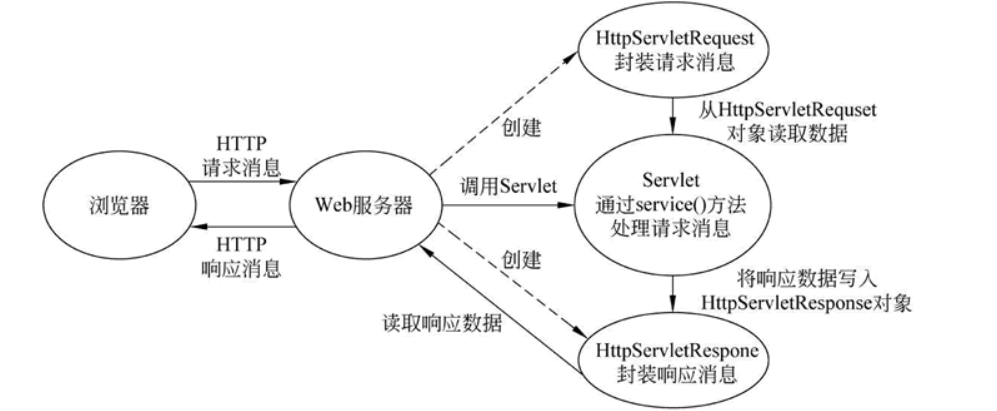 HttpServletRequest
封装请求消息
创建
从HttpServletRequset
对象读取数据
HTTP
请求消息
浏览器
HTTP
响应消息
Web服务器
调用Servlet
Servlet
通过service()方法
处理请求消息
创建
将响应数据写入
HttpServletResponse对象
读取响应数据
HttpServletRespone
封装响应消息